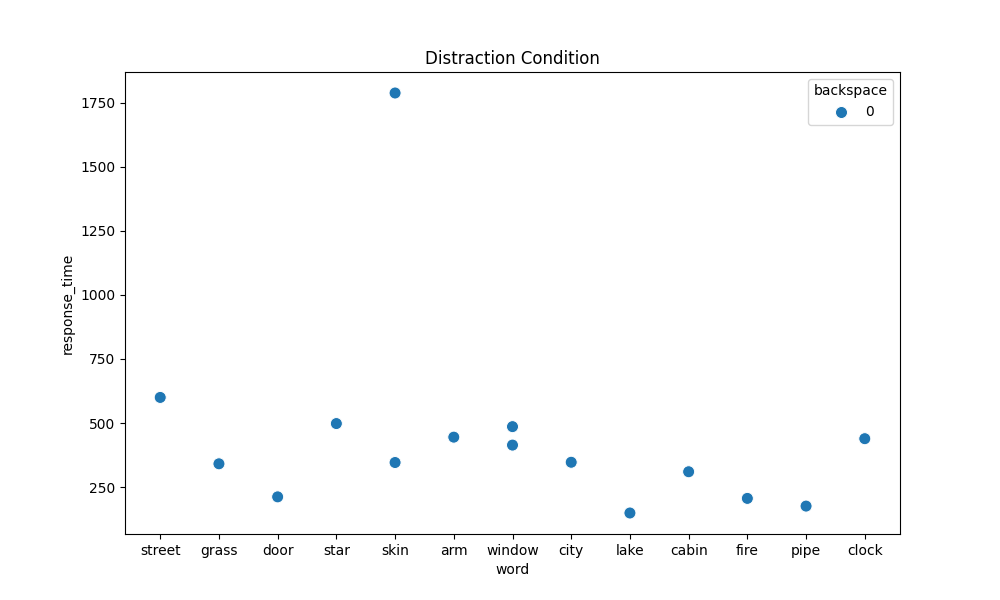 Distraction Condition
backspace
0
1750
1500
1250
1000
750
500
250
response_time
street grass door star skin arm window city lake cabin fire pipe clock
word